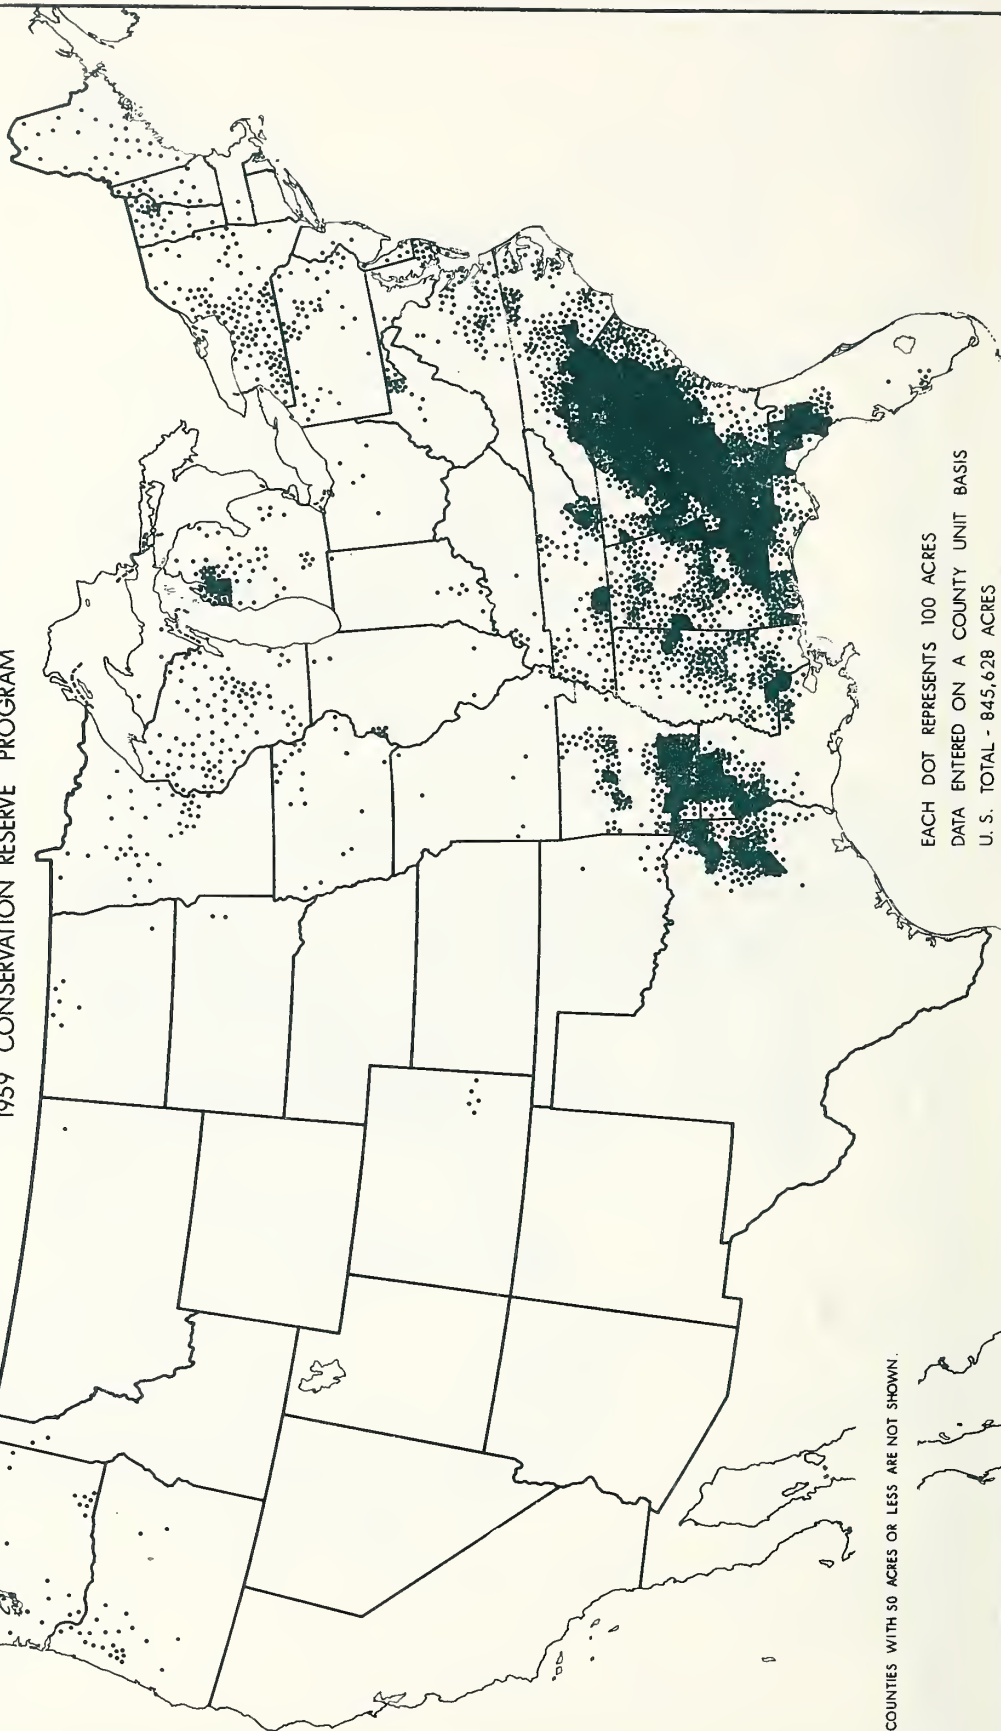 1959 CONSERVATION RESERVE PROGRAM
EACH DOT REPRESENTS 100 ACRES
DATA ENTERED ON A COUNTY UNIT BASIS
U. S. TOTAL - 845,628 ACRES
COUNTIES WITH 50 ACRES OR LESS ARE NOT SHOWN.